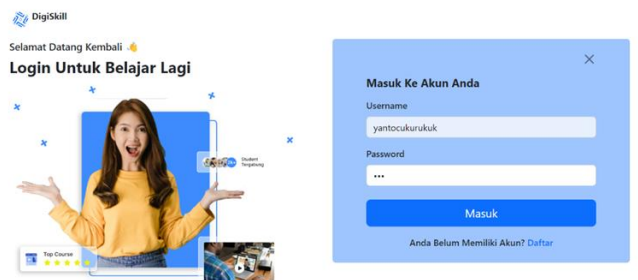 DigiSkill
Selamat Datang Kembali 👋
Login Untuk Belajar Lagi
Student
Tergabung
Top Course
Masuk Ke Akun Anda
Username
yantocukurukuk
Password
•••
Masuk
Anda Belum Memiliki Akun? Daftar